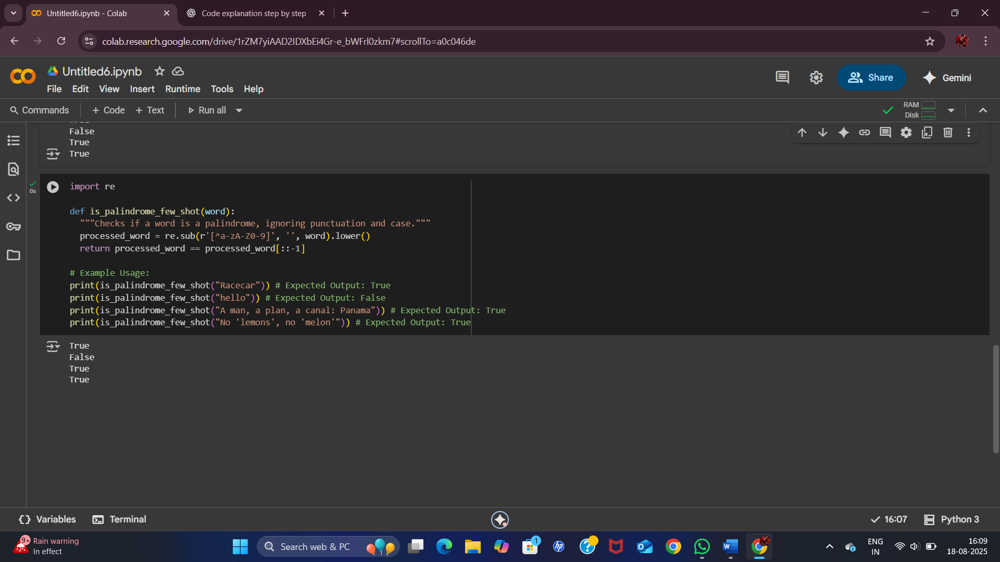 Untitled6.ipynb - Colab
Code explanation step by step
colab.research.google.com/drive/1rZM7yiAAD2IDXbEi4Gr-e_bWFrl0zkm7#scrollTo=a0c046de
Untitled6.ipynb
Share
Gemini
File Edit View Insert Runtime Tools Help
Commands + Code + Text Run all
RAM
Disk
False
True
True
0s
import re
def is_palindrome_few_shot(word):
"""Checks if a word is a palindrome, ignoring punctuation and case."""
processed_word = re.sub(r'[^a-zA-Z0-9]', '', word).lower()
return processed_word == processed_word[::-1]
# Example Usage:
print(is_palindrome_few_shot("Racecar")) # Expected Output: True
print(is_palindrome_few_shot("hello")) # Expected Output: False
print(is_palindrome_few_shot("A man, a plan, a canal: Panama")) # Expected Output: True
print(is_palindrome_few_shot("No 'lemons', no 'melon'")) # Expected Output: True
True
False
True
True
{} Variables Terminal
16:07 Python 3
9+ Rain warning
In effect
Search web & PC
1
hp
ENG
IN
16:09
18-08-2025